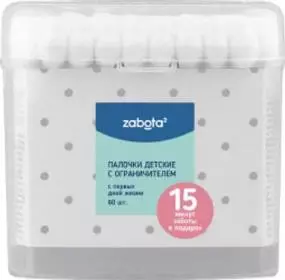 zabota²
ПАЛОЧКИ ДЕТСКИЕ
С ОГРАНИЧИТЕЛЕМ
с первых
дней жизни
60 шт.
15
минут
заботы
в подарок